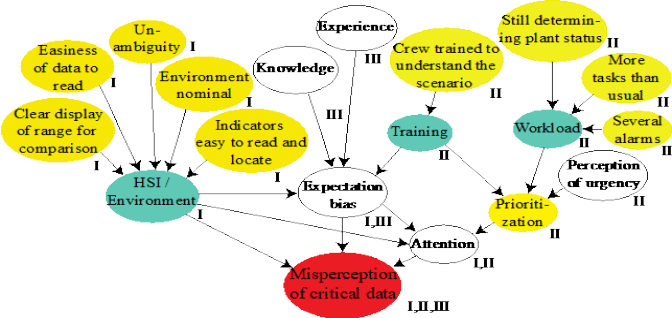 Easiness
of data to
read
I
Un-
ambiguity
I
Environment
nominal
I
Clear display
of range for
comparison
I
Indicators
easy to read and
locate
I
HSI /
Environment
I
Knowledge
III
Experience
III
Crew trained to
understand the
scenario
II
Training
II
Still determin-
ing plant status
II
More
tasks than
usual
II
Several
alarms
II
Workload
II
Perception
of urgency
II
Prioriti-
zation
II
Expectation
bias
I,III
Attention
I,II
Misperception
of critical data
I,II,III